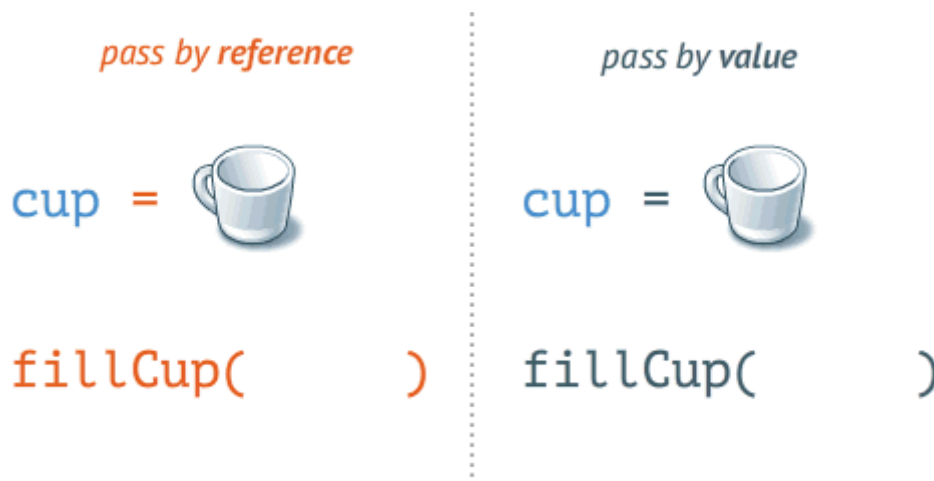 pass by reference
cup =
fillCup( )
pass by value
cup =
fillCup( )